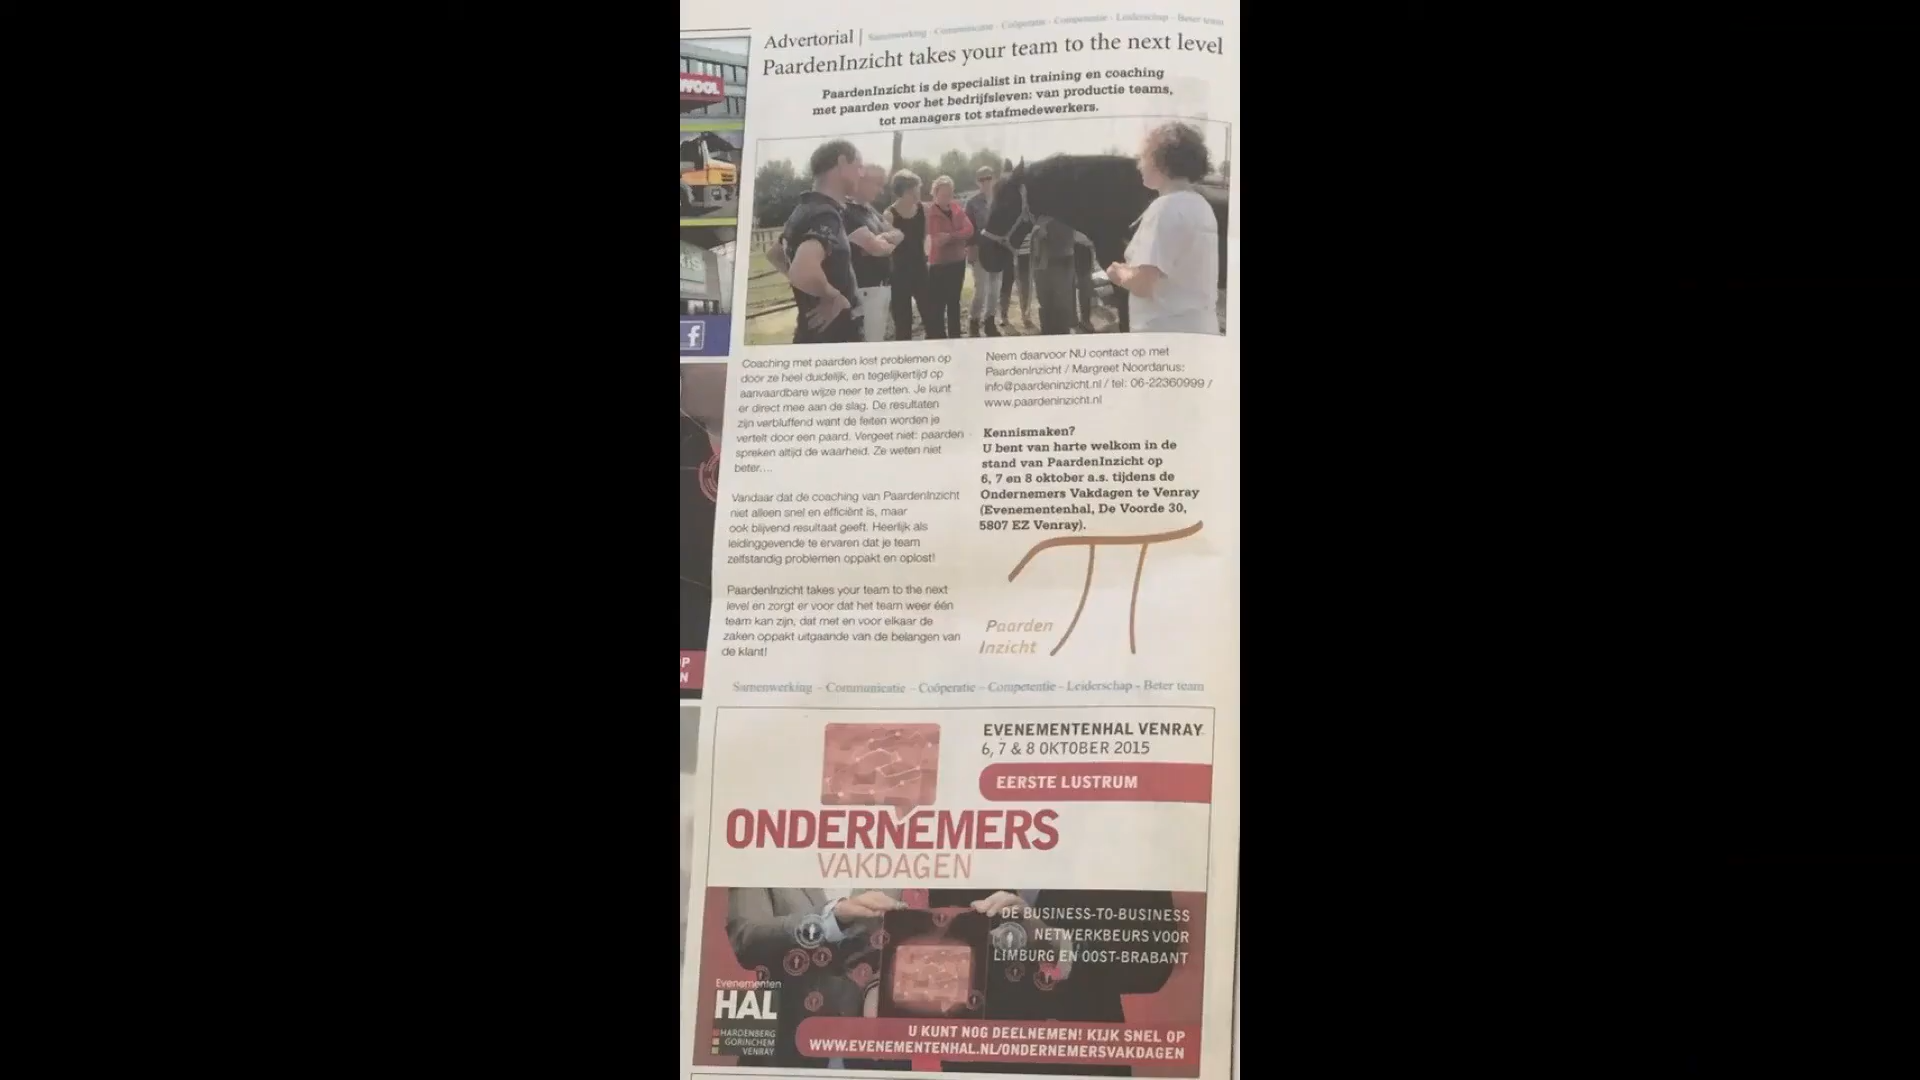 Samenwerking - Communicatie - Coöperatie - Competentie - Leiderschap - Beter team
Advertorial |
PaardenInzicht takes your team to the next level
PaardenInzicht is de specialist in training en coaching
met paarden voor het bedrijfsleven: van productie teams,
tot managers tot stafmedewerkers.
WOOL
f
Coaching met paarden lost problemen op
door ze heel duidelijk, en tegelijkertijd op
aanvaardbare wijze neer te zetten. Je kunt
er direct mee aan de slag. De resultaten
zijn verbluffend want de feiten worden je
vertelt door een paard. Vergeet niet: paarden
spreken altijd de waarheid. Ze weten niet
beter....
Vandaar dat de coaching van PaardenInzicht
niet alleen snel en efficiënt is, maar
ook blijvend resultaat geeft. Heerlijk als
leidinggevende te ervaren dat je team
zelfstandig problemen oppakt en oplost!
PaardenInzicht takes your team to the next
level en zorgt er voor dat het team weer één
team kan zijn, dat met en voor elkaar de
zaken oppakt uitgaande van de belangen van
de klant!
Neem daarvoor NU contact op met
PaardenInzicht / Margreet Noordanus:
info@paardeninzicht.nl / tel: 06-22360999 /
www.paardeninzicht.nl
Kennismaken?
U bent van harte welkom in de
stand van PaardenInzicht op
6, 7 en 8 oktober a.s. tijdens de
Ondernemers Vakdagen te Venray
(Evenementenhal, De Voorde 30,
5807 EZ Venray).
Paarden
Inzicht
P
N
Samenwerking - Communicatie - Coöperatie - Competentie - Leiderschap - Beter team
EVENEMENTENHAL VENRAY
6, 7 & 8 OKTOBER 2015
EERSTE LUSTRUM
ONDERNEMERS
VAKDAGEN
DE BUSINESS-TO-BUSINESS
NETWERKBEURS VOOR
LIMBURG EN OOST-BRABANT
Evenementen
HAL
HARDENBERG
GORINCHEM
VENRAY
U KUNT NOG DEELNEMEN! KIJK SNEL OP
WWW.EVENEMENTENHAL.NL/ONDERNEMERSVAKDAGEN